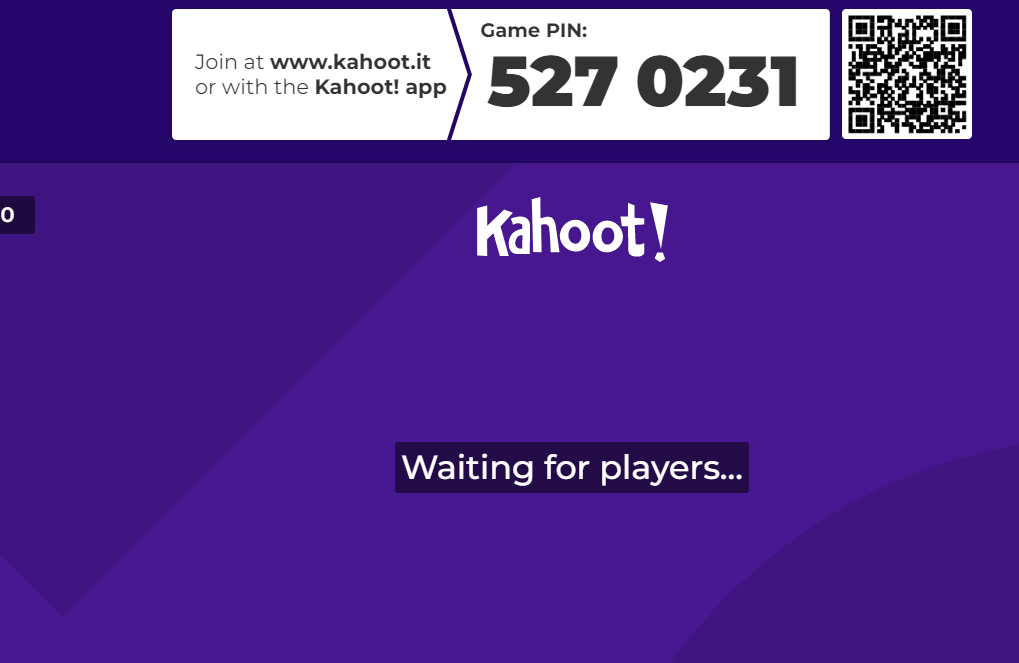 Game PIN:
Join at www.kahoot.it
or with the Kahoot! app
527 0231
0
Kahoot!
Waiting for players...